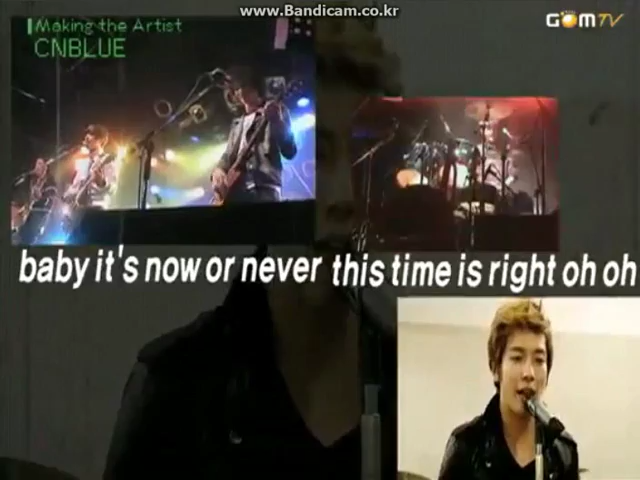 www.Bandicam.co.kr
Making the Artist
GOMTV
CNBLUE
baby it's now or never this time is right oh oh